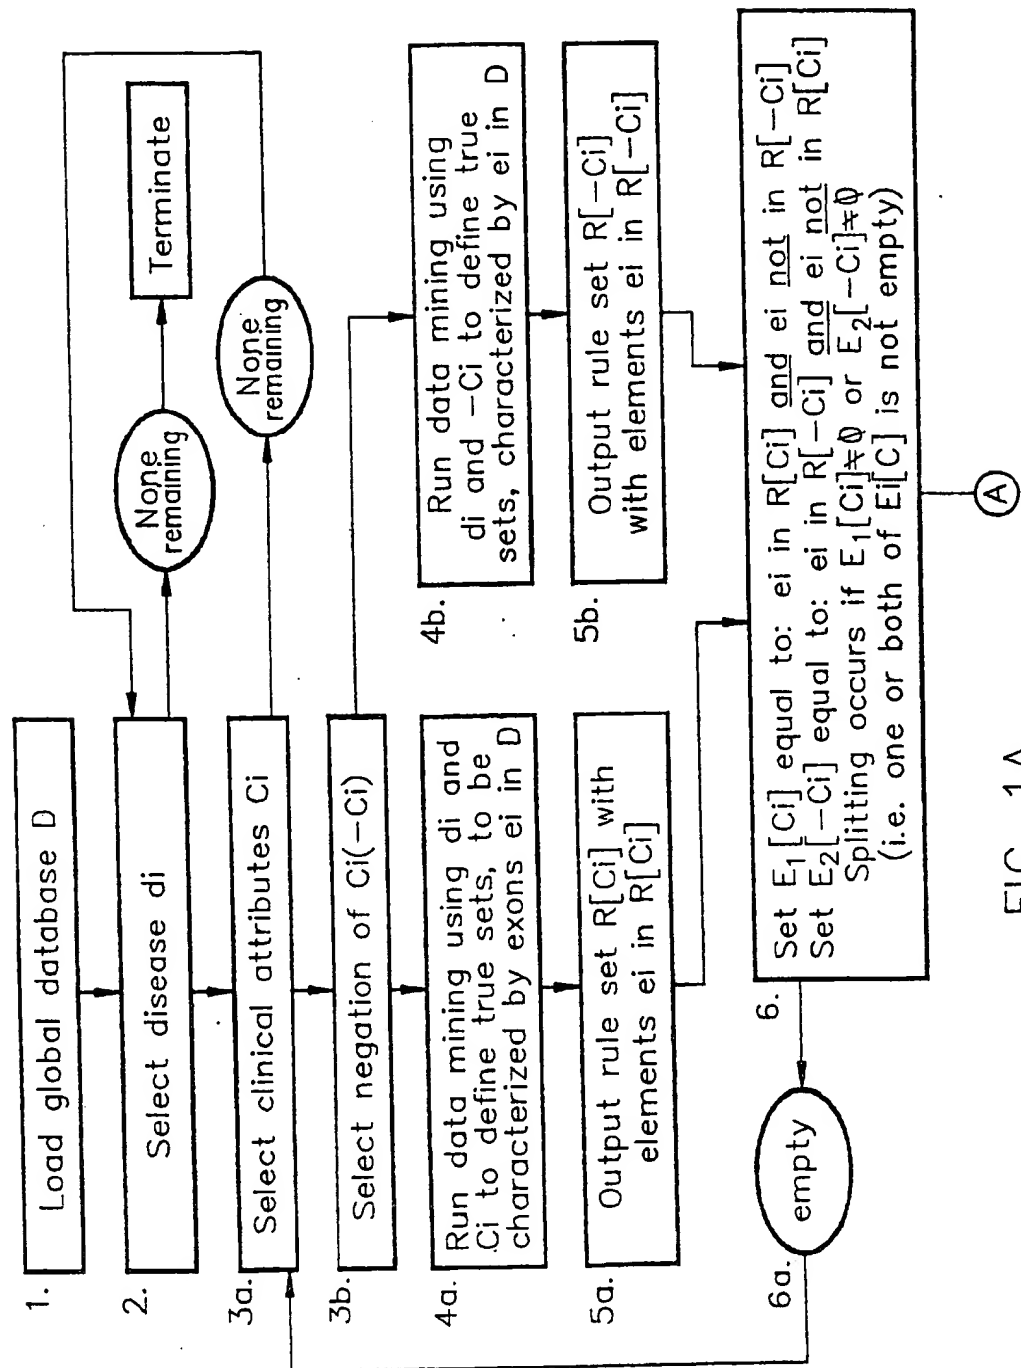 1.
Load global database D
2.
Select disease di
None
remaining
Terminate
3a.
Select clinical attributes Ci
None
remaining
3b.
Select negation of Ci(−Ci)
4a.
Run data mining using di and
Ci to define true sets, to be
characterized by exons ei in D
4b.
Run data mining using
di and −Ci to define true
sets, characterized by ei in D
5a.
Output rule set R[Ci] with
elements ei in R[Ci]
5b.
Output rule set R[−Ci]
with elements ei in R[−Ci]
6.
Set E₁[Ci] equal to: ei in R[Ci] and ei not in R[−Ci]
Set E₂[−Ci] equal to: ei in R[−Ci] and ei not in R[Ci]
Splitting occurs if E₁[Ci]≠∅ or E₂[−Ci]≠∅
(i.e. one or both of Ei[C] is not empty)
6a.
empty
A
FIG. 1A